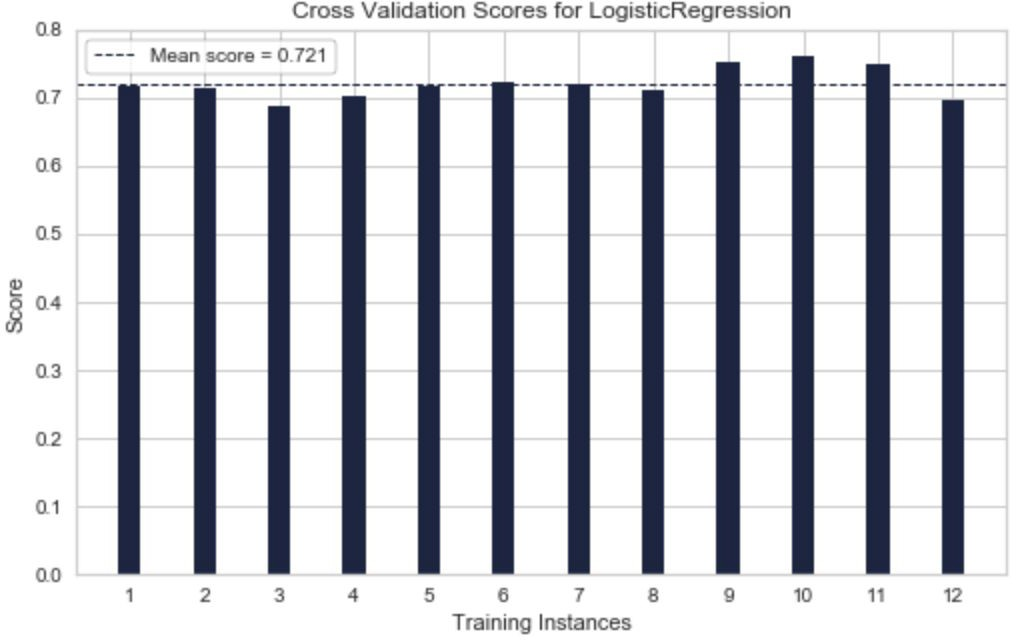 Cross Validation Scores for LogisticRegression
Mean score = 0.721
0.8
0.7
0.6
0.5
0.4
0.3
0.2
0.1
0.0
Score
1 2 3 4 5 6 7 8 9 10 11 12
Training Instances